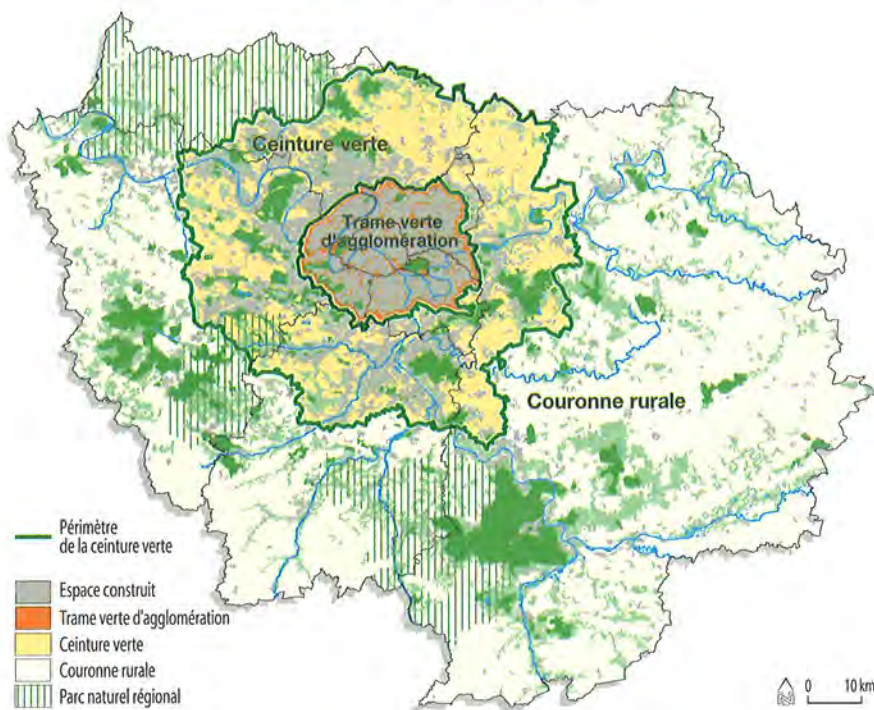 Ceinture verte
Trame verte
d'agglomération
Couronne rurale
Périmètre
de la ceinture verte
Espace construit
Trame verte d'agglomération
Ceinture verte
Couronne rurale
Parc naturel régional
0 10 km